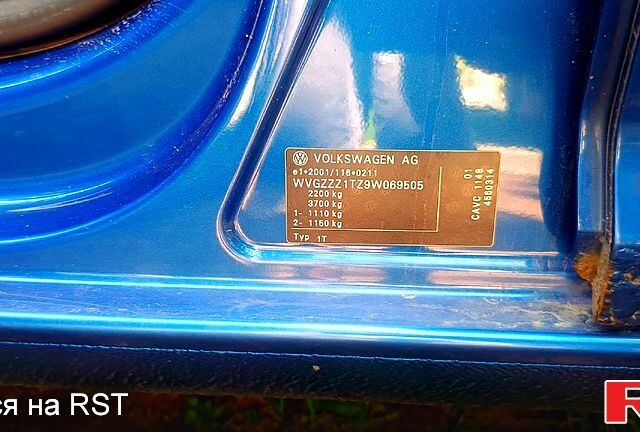 VOLKSWAGEN AG
e1*2001/116*0211
WVGZZZ1TZ9W069505
2200 kg
3700 kg
1- 1110 kg
2- 1150 kg
Typ 1T
01
CAVC 1148
4560314
ся на RST
R